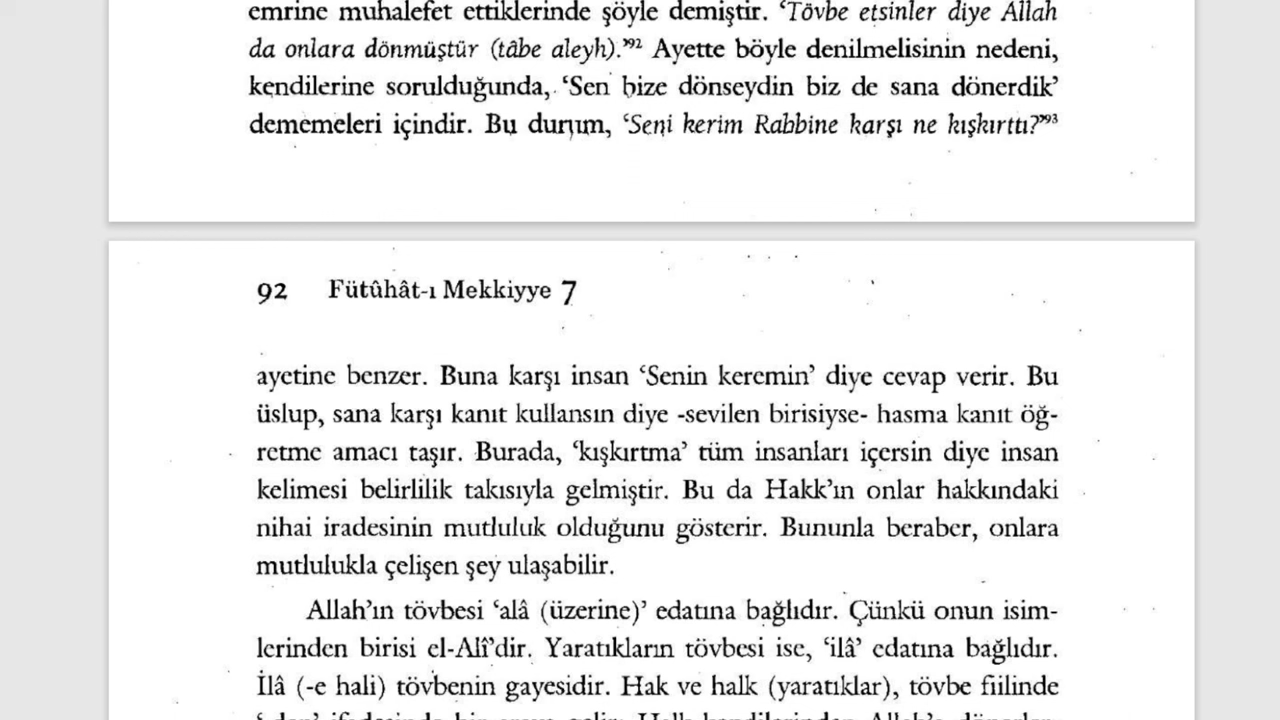 emrine muhalefet ettiklerinde şöyle demiştir. ‘Tövbe etsinler diye Allah
da onlara dönmüştür (tâbe aleyh).’⁹² Ayette böyle denilmelisinin nedeni,
kendilerine sorulduğunda, ‘Sen bize dönseydin biz de sana dönerdik’
dememeleri içindir. Bu durum, ‘Seni kerim Rabbine karşı ne kışkırttı?’⁹³
92 Fütûhât-ı Mekkiyye 7
ayetine benzer. Buna karşı insan ‘Senin keremin’ diye cevap verir. Bu
üslup, sana karşı kanıt kullansın diye -sevilen birisiyse- hasma kanıt öğ-
retme amacı taşır. Burada, ‘kışkırtma’ tüm insanları içersin diye insan
kelimesi belirlilik takısıyla gelmiştir. Bu da Hakk’ın onlar hakkındaki
nihai iradesinin mutluluk olduğunu gösterir. Bununla beraber, onlara
mutlulukla çelişen şey ulaşabilir.
Allah’ın tövbesi ‘alâ (üzerine)’ edatına bağlıdır. Çünkü onun isim-
lerinden birisi el-Alî’dir. Yaratıkların tövbesi ise, ‘ilâ’ edatına bağlıdır.
İlâ (-e hali) tövbenin gayesidir. Hak ve halk (yaratıklar), tövbe fiilinde